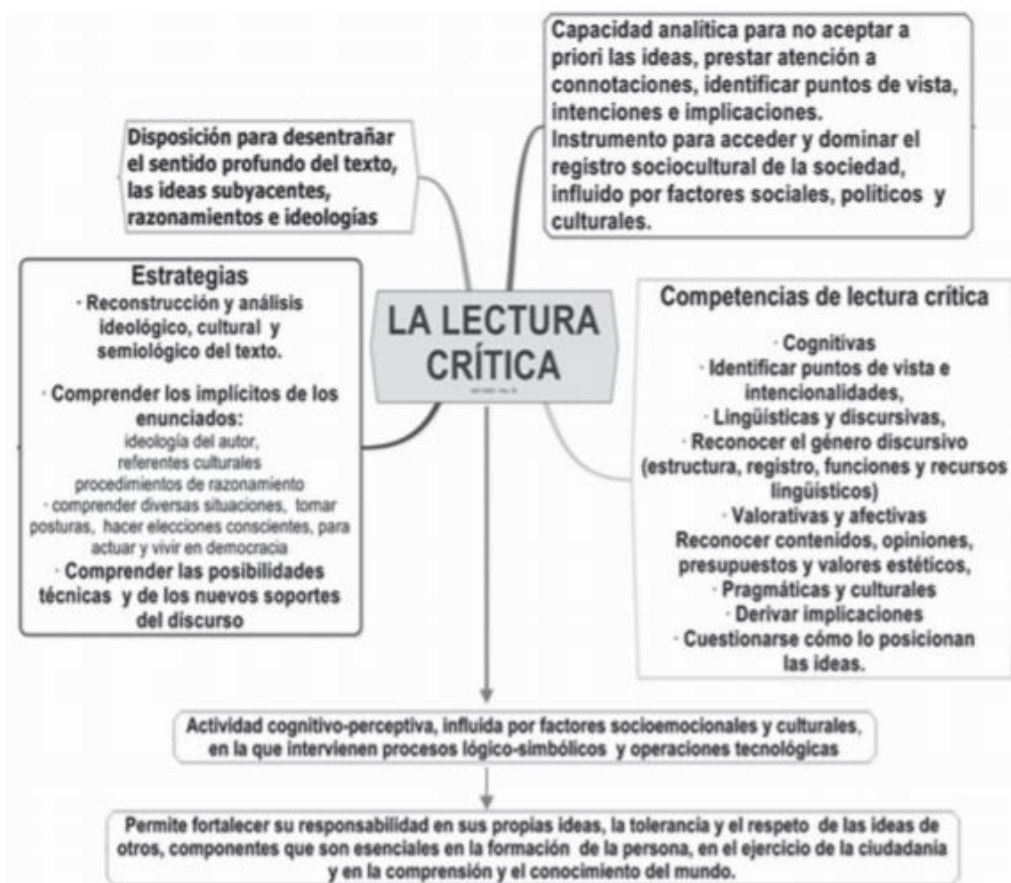 Capacidad analítica para no aceptar a
priori las ideas, prestar atención a
connotaciones, identificar puntos de vista,
intenciones e implicaciones.
Instrumento para acceder y dominar el
registro sociocultural de la sociedad,
influido por factores sociales, políticos y
culturales.
Disposición para desentrañar
el sentido profundo del texto,
las ideas subyacentes,
razonamientos e ideologías
LA LECTURA
CRÍTICA
Estrategias
· Reconstrucción y análisis
ideológico, cultural y
semiológico del texto.
· Comprender los implícitos de los
enunciados:
ideología del autor,
referentes culturales
procedimientos de razonamiento
· comprender diversas situaciones, tomar
posturas, hacer elecciones conscientes, para
actuar y vivir en democracia
· Comprender las posibilidades
técnicas y de los nuevos soportes
del discurso
Competencias de lectura crítica
· Cognitivas
· Identificar puntos de vista e
intencionalidades,
· Lingüísticas y discursivas,
· Reconocer el género discursivo
(estructura, registro, funciones y recursos
lingüísticos)
· Valorativas y afectivas
Reconocer contenidos, opiniones,
presupuestos y valores estéticos,
· Pragmáticas y culturales
· Derivar implicaciones
· Cuestionarse cómo lo posicionan
las ideas.
Actividad cognitivo-perceptiva, influida por factores socioemocionales y culturales,
en la que intervienen procesos lógico-simbólicos y operaciones tecnológicas
Permite fortalecer su responsabilidad en sus propias ideas, la tolerancia y el respeto de las ideas de
otros, componentes que son esenciales en la formación de la persona, en el ejercicio de la ciudadanía
y en la comprensión y el conocimiento del mundo.